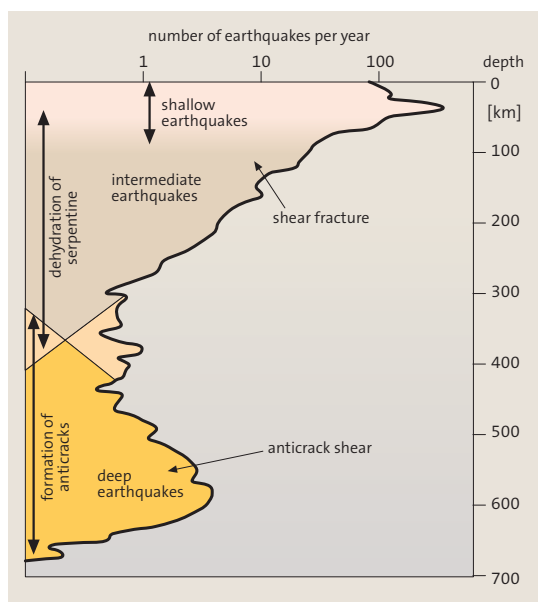 number of earthquakes per year
1 10 100 depth
0
[km]
shallow
earthquakes
100
intermediate
earthquakes
shear fracture
200
dehydration of
serpentine
300
400
formation of
anticracks
500
anticrack shear
deep
earthquakes
600
700